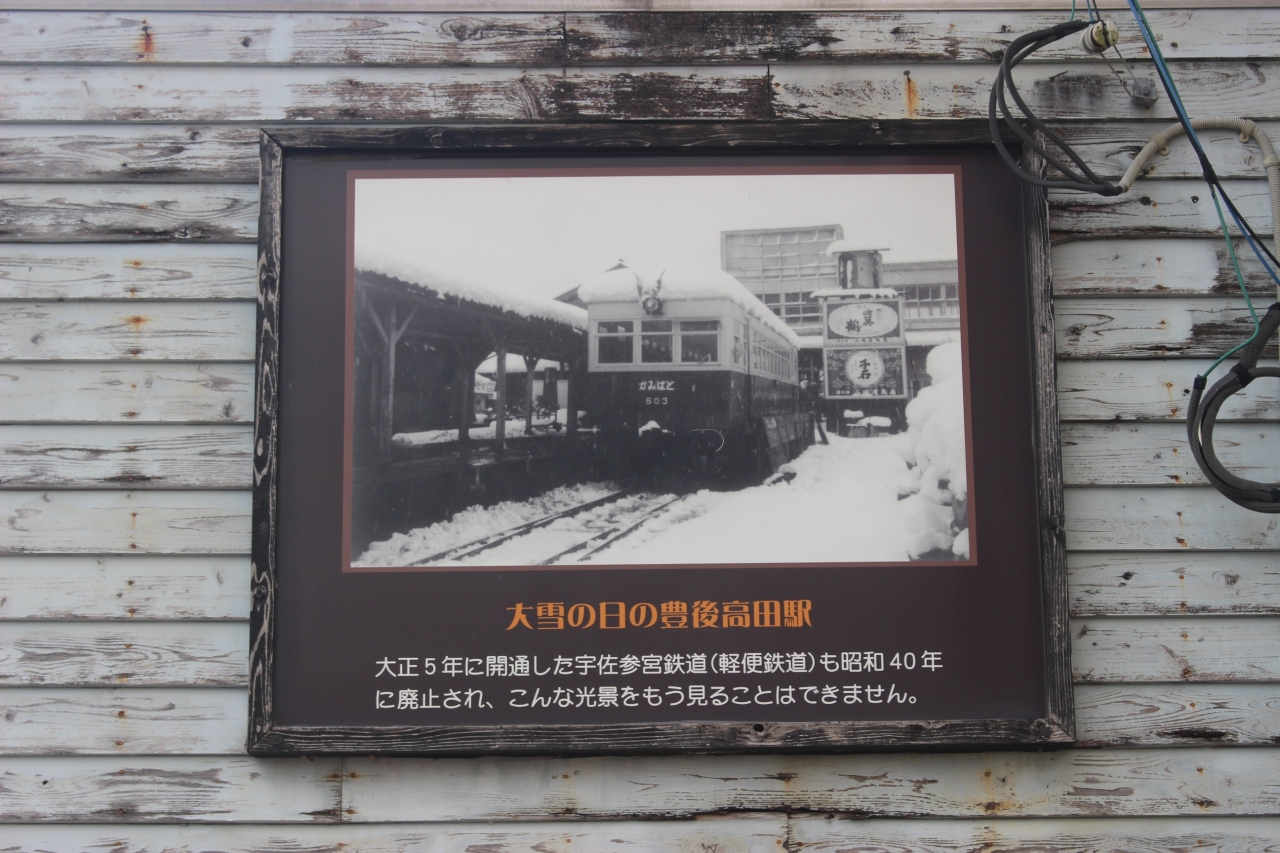 かみばと
503
千石
大雪の日の豊後高田駅
大正5年に開通した宇佐参宮鉄道(軽便鉄道)も昭和40年
に廃止され、こんな光景をもう見ることはできません。